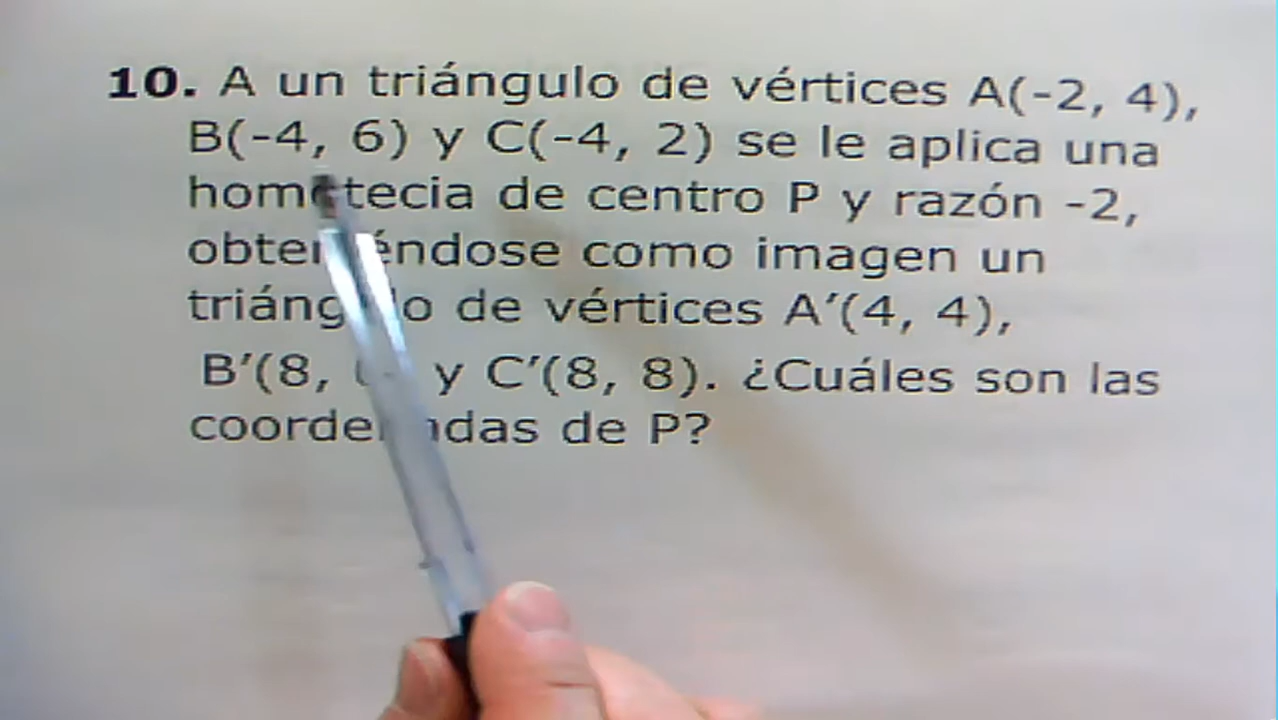 10. A un triángulo de vértices A(-2, 4),
B(-4, 6) y C(-4, 2) se le aplica una
homotecia de centro P y razón -2,
obteniéndose como imagen un
triángulo de vértices A′(4, 4),
B′(8, y C′(8, 8). ¿Cuáles son las
coordenadas de P?